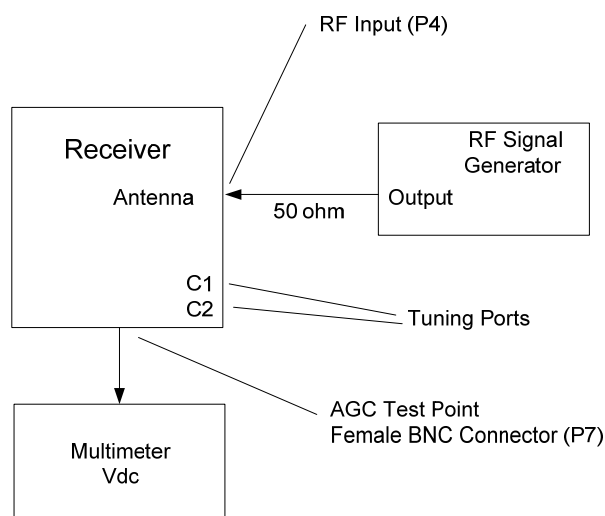 RF Input (P4)
Receiver
RF Signal
Generator
Antenna
50 ohm
Output
C1
C2
Tuning Ports
AGC Test Point
Female BNC Connector (P7)
Multimeter
Vdc